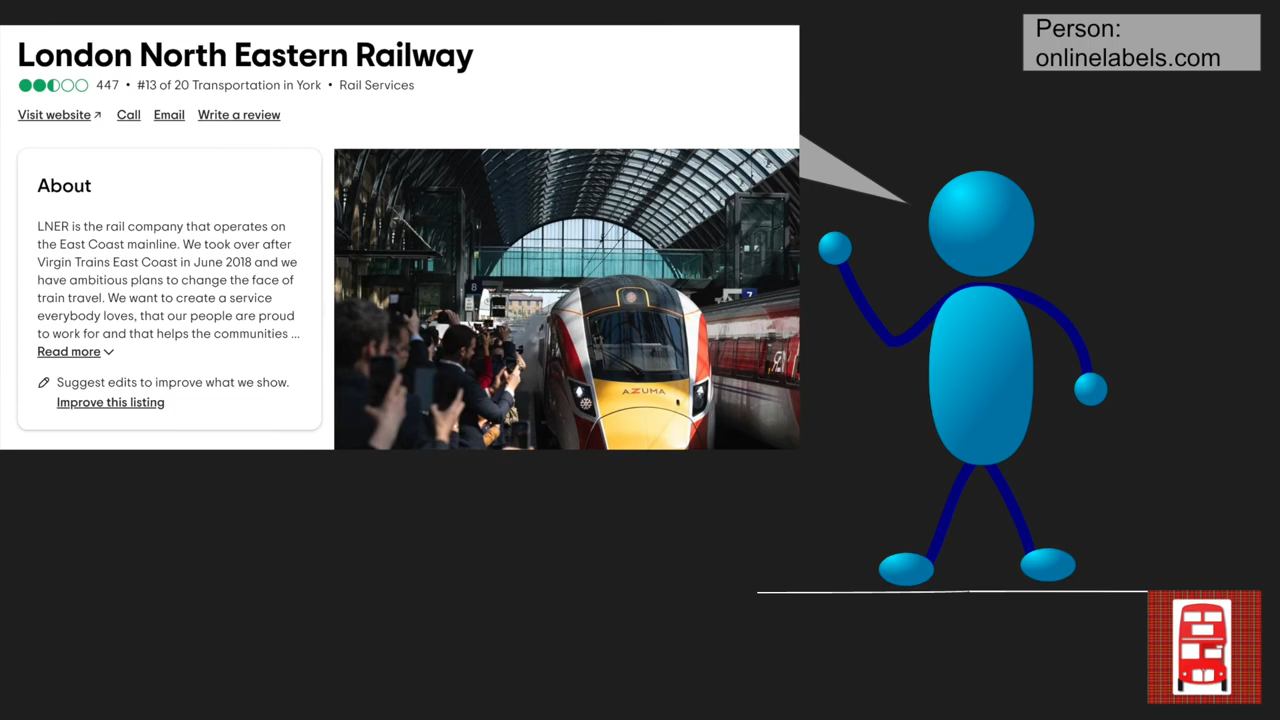 London North Eastern Railway
447 • #13 of 20 Transportation in York • Rail Services
Visit website ↗ Call Email Write a review
About
LNER is the rail company that operates on
the East Coast mainline. We took over after
Virgin Trains East Coast in June 2018 and we
have ambitious plans to change the face of
train travel. We want to create a service
everybody loves, that our people are proud
to work for and that helps the communities ...
Read more
Suggest edits to improve what we show.
Improve this listing
8
7
AZUMA
Person:
onlinelabels.com